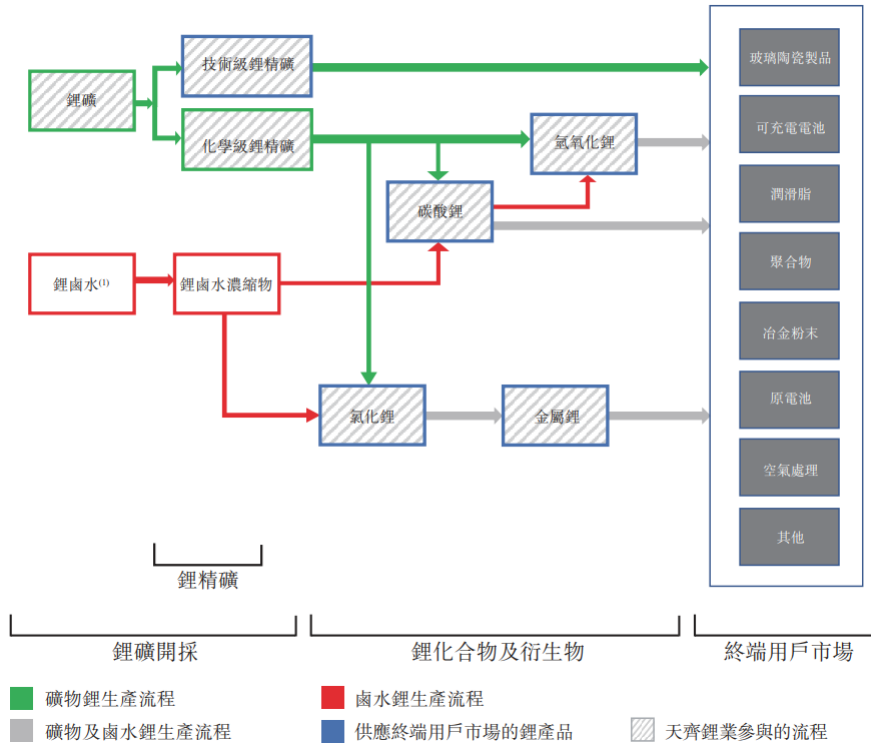 技術級鋰精礦
玻璃陶瓷製品
鋰礦
化學級鋰精礦
氫氧化鋰
可充電電池
碳酸鋰
潤滑脂
鋰鹵水(1)
鋰鹵水濃縮物
聚合物
冶金粉末
氯化鋰
金屬鋰
原電池
空氣處理
其他
鋰精礦
鋰礦開採
鋰化合物及衍生物
終端用戶市場
礦物鋰生產流程
鹵水鋰生產流程
礦物及鹵水鋰生產流程
供應終端用戶市場的鋰產品
天齊鋰業參與的流程